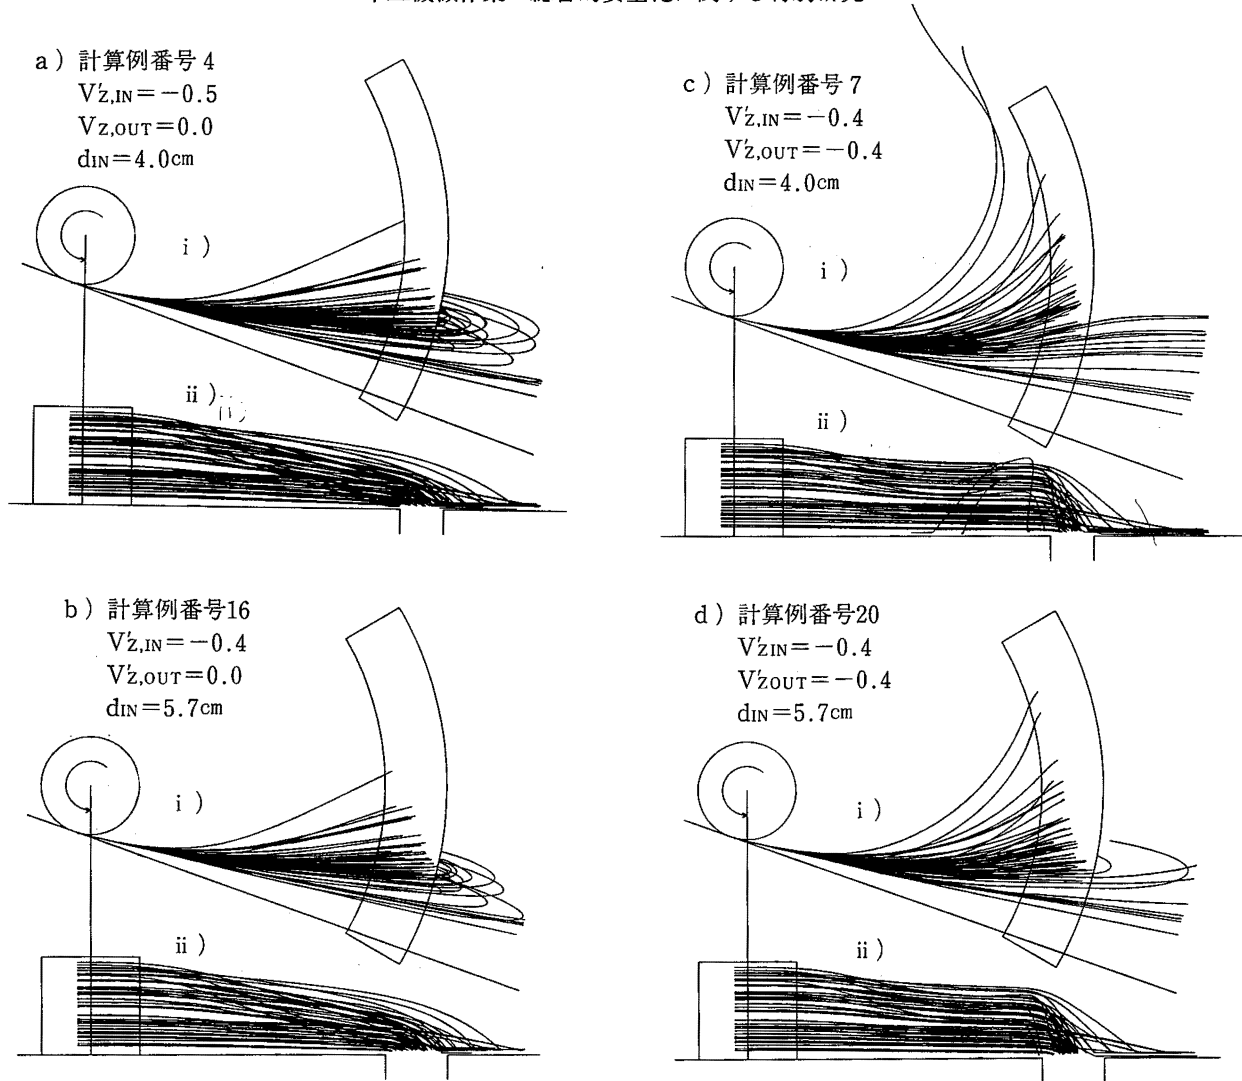 a) 計算例番号 4
V′z,IN=−0.5
Vz,OUT=0.0
dIN=4.0cm
i)
ii)
c) 計算例番号 7
V′z,IN=−0.4
V′z,OUT=−0.4
dIN=4.0cm
i)
ii)
b) 計算例番号16
V′z,IN=−0.4
V′z,OUT=0.0
dIN=5.7cm
i)
ii)
d) 計算例番号20
V′zIN=−0.4
V′zOUT=−0.4
dIN=5.7cm
i)
ii)